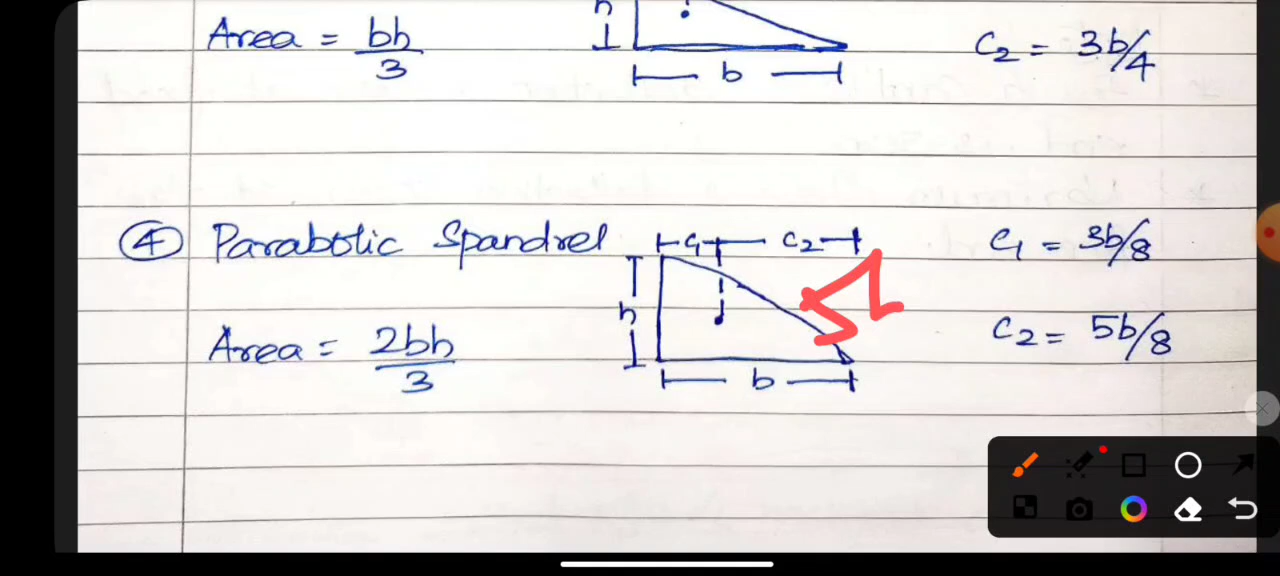 Area = bh/3
h
b
C2 = 3b/4
④ Parabolic Spandrel
C1 C2
C1 = 3b/8
h
Area = 2bh/3
C2 = 5b/8
b